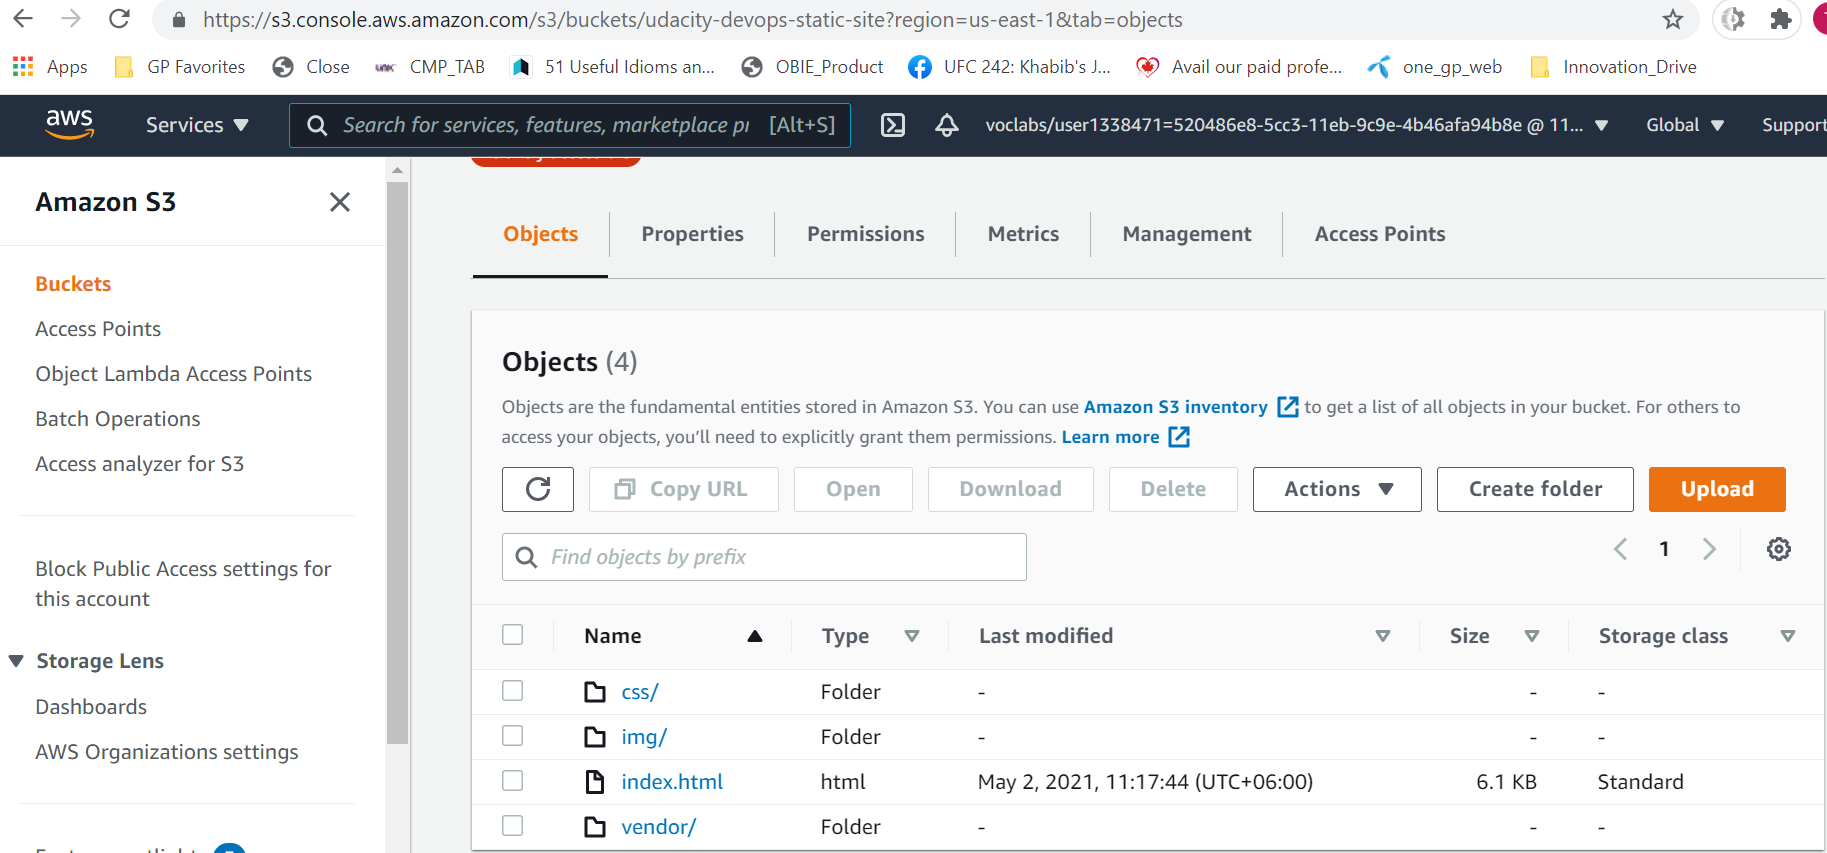 https://s3.console.aws.amazon.com/s3/buckets/udacity-devops-static-site?region=us-east-1&tab=objects
Apps GP Favorites Close CMP_TAB 51 Useful Idioms an... OBIE_Product UFC 242: Khabib's J... Avail our paid profe... one_gp_web Innovation_Drive
aws Services Search for services, features, marketplace pr [Alt+S] voclabs/user1338471=520486e8-5cc3-11eb-9c9e-4b46afa94b8e @ 11... Global Support
Amazon S3
Buckets
Access Points
Object Lambda Access Points
Batch Operations
Access analyzer for S3
Block Public Access settings for
this account
Storage Lens
Dashboards
AWS Organizations settings
Objects Properties Permissions Metrics Management Access Points
Objects (4)
Objects are the fundamental entities stored in Amazon S3. You can use Amazon S3 inventory to get a list of all objects in your bucket. For others to
access your objects, you'll need to explicitly grant them permissions. Learn more
Copy URL Open Download Delete Actions Create folder Upload
Find objects by prefix 1
Name Type Last modified Size Storage class
css/ Folder - - -
img/ Folder - - -
index.html html May 2, 2021, 11:17:44 (UTC+06:00) 6.1 KB Standard
vendor/ Folder - - -